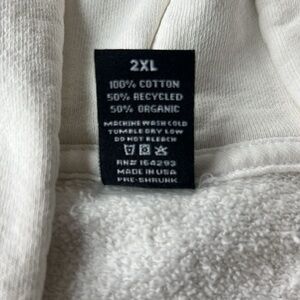 2XL
100% COTTON
50% RECYCLED
50% ORGANIC
MACHINE WASH COLD
TUMBLE DRY LOW
DO NOT BLEACH
RN# 164293
MADE IN USA
PRE-SHRUNK